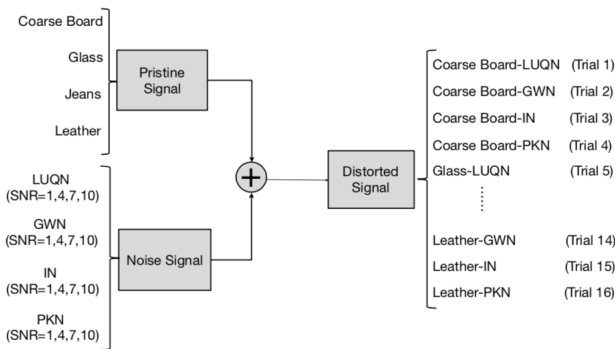 Coarse Board
Glass
Jeans
Leather
Pristine
Signal
LUQN
(SNR=1,4,7,10)
GWN
(SNR=1,4,7,10)
IN
(SNR=1,4,7,10)
PKN
(SNR=1,4,7,10)
Noise Signal
+
Distorted
Signal
Coarse Board-LUQN (Trial 1)
Coarse Board-GWN (Trial 2)
Coarse Board-IN (Trial 3)
Coarse Board-PKN (Trial 4)
Glass-LUQN (Trial 5)
Leather-GWN (Trial 14)
Leather-IN (Trial 15)
Leather-PKN (Trial 16)